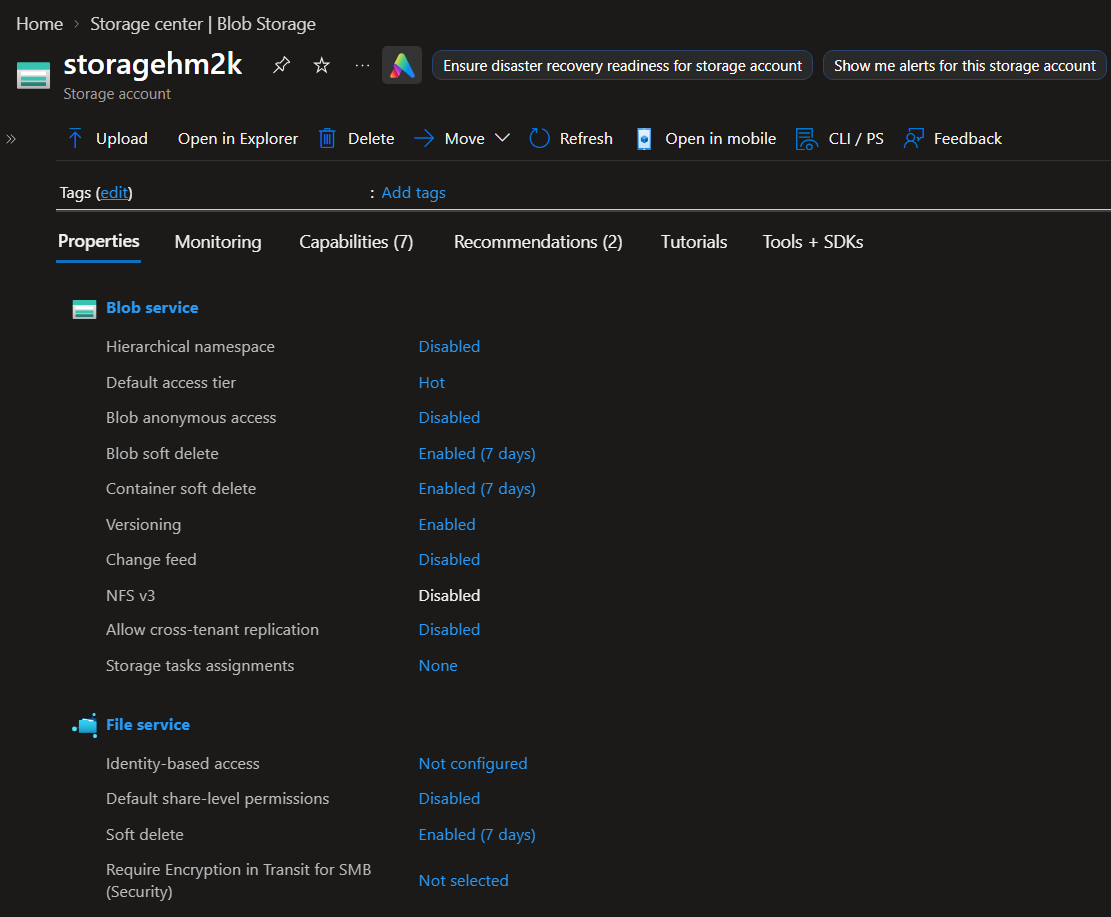 Home > Storage center | Blob Storage
storagehm2k
Ensure disaster recovery readiness for storage account
Show me alerts for this storage account
Storage account
Upload Open in Explorer Delete Move Refresh Open in mobile CLI / PS Feedback
Tags (edit) : Add tags
Properties Monitoring Capabilities (7) Recommendations (2) Tutorials Tools + SDKs
Blob service
Hierarchical namespace Disabled
Default access tier Hot
Blob anonymous access Disabled
Blob soft delete Enabled (7 days)
Container soft delete Enabled (7 days)
Versioning Enabled
Change feed Disabled
NFS v3 Disabled
Allow cross-tenant replication Disabled
Storage tasks assignments None
File service
Identity-based access Not configured
Default share-level permissions Disabled
Soft delete Enabled (7 days)
Require Encryption in Transit for SMB
(Security)
Not selected